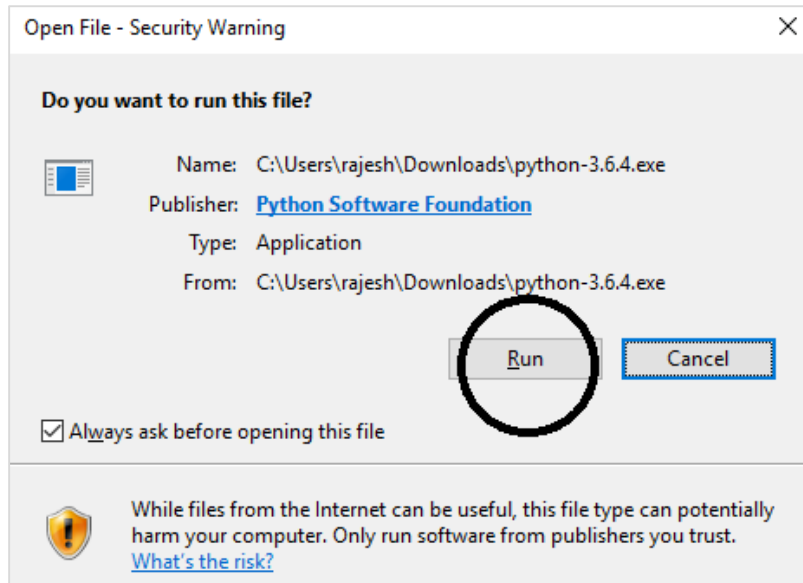 Open File - Security Warning
Do you want to run this file?
Name: C:\Users\rajesh\Downloads\python-3.6.4.exe
Publisher: Python Software Foundation
Type: Application
From: C:\Users\rajesh\Downloads\python-3.6.4.exe
Run Cancel
Always ask before opening this file
While files from the Internet can be useful, this file type can potentially
harm your computer. Only run software from publishers you trust.
What's the risk?